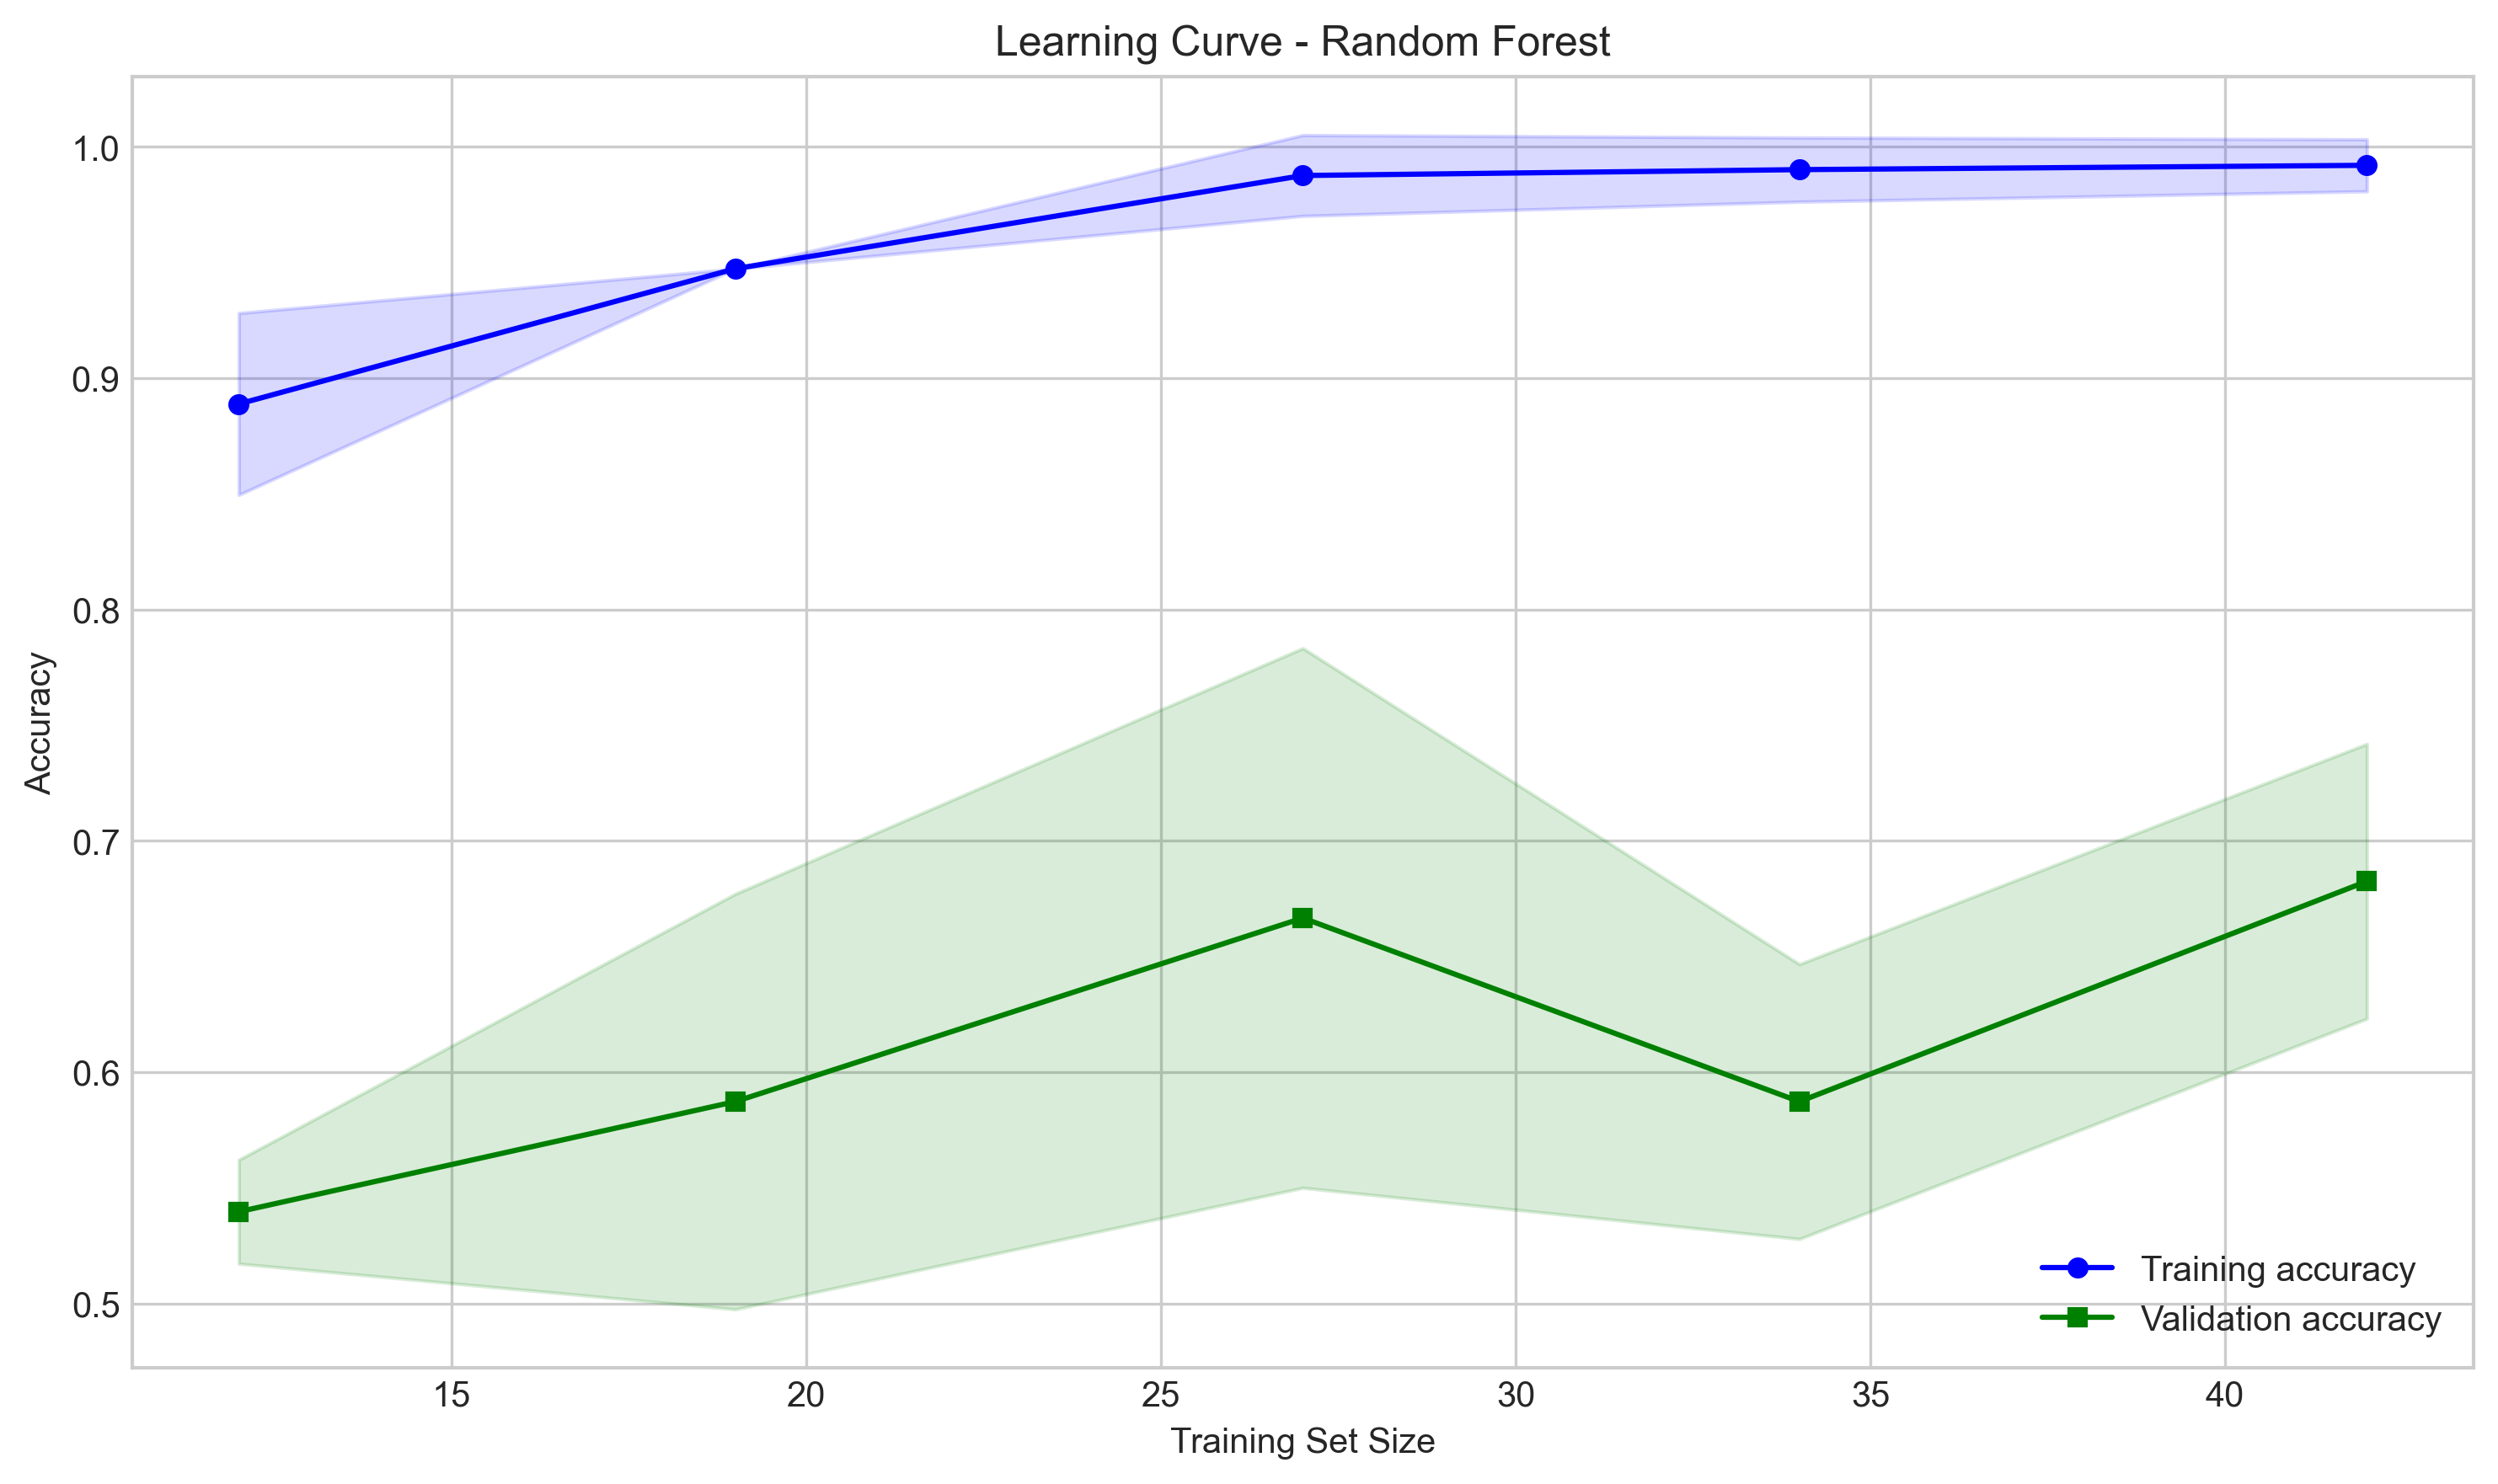 Learning Curve - Random Forest
1.0
0.9
0.8
0.7
0.6
0.5
Accuracy
Training accuracy
Validation accuracy
15 20 25 30 35 40
Training Set Size